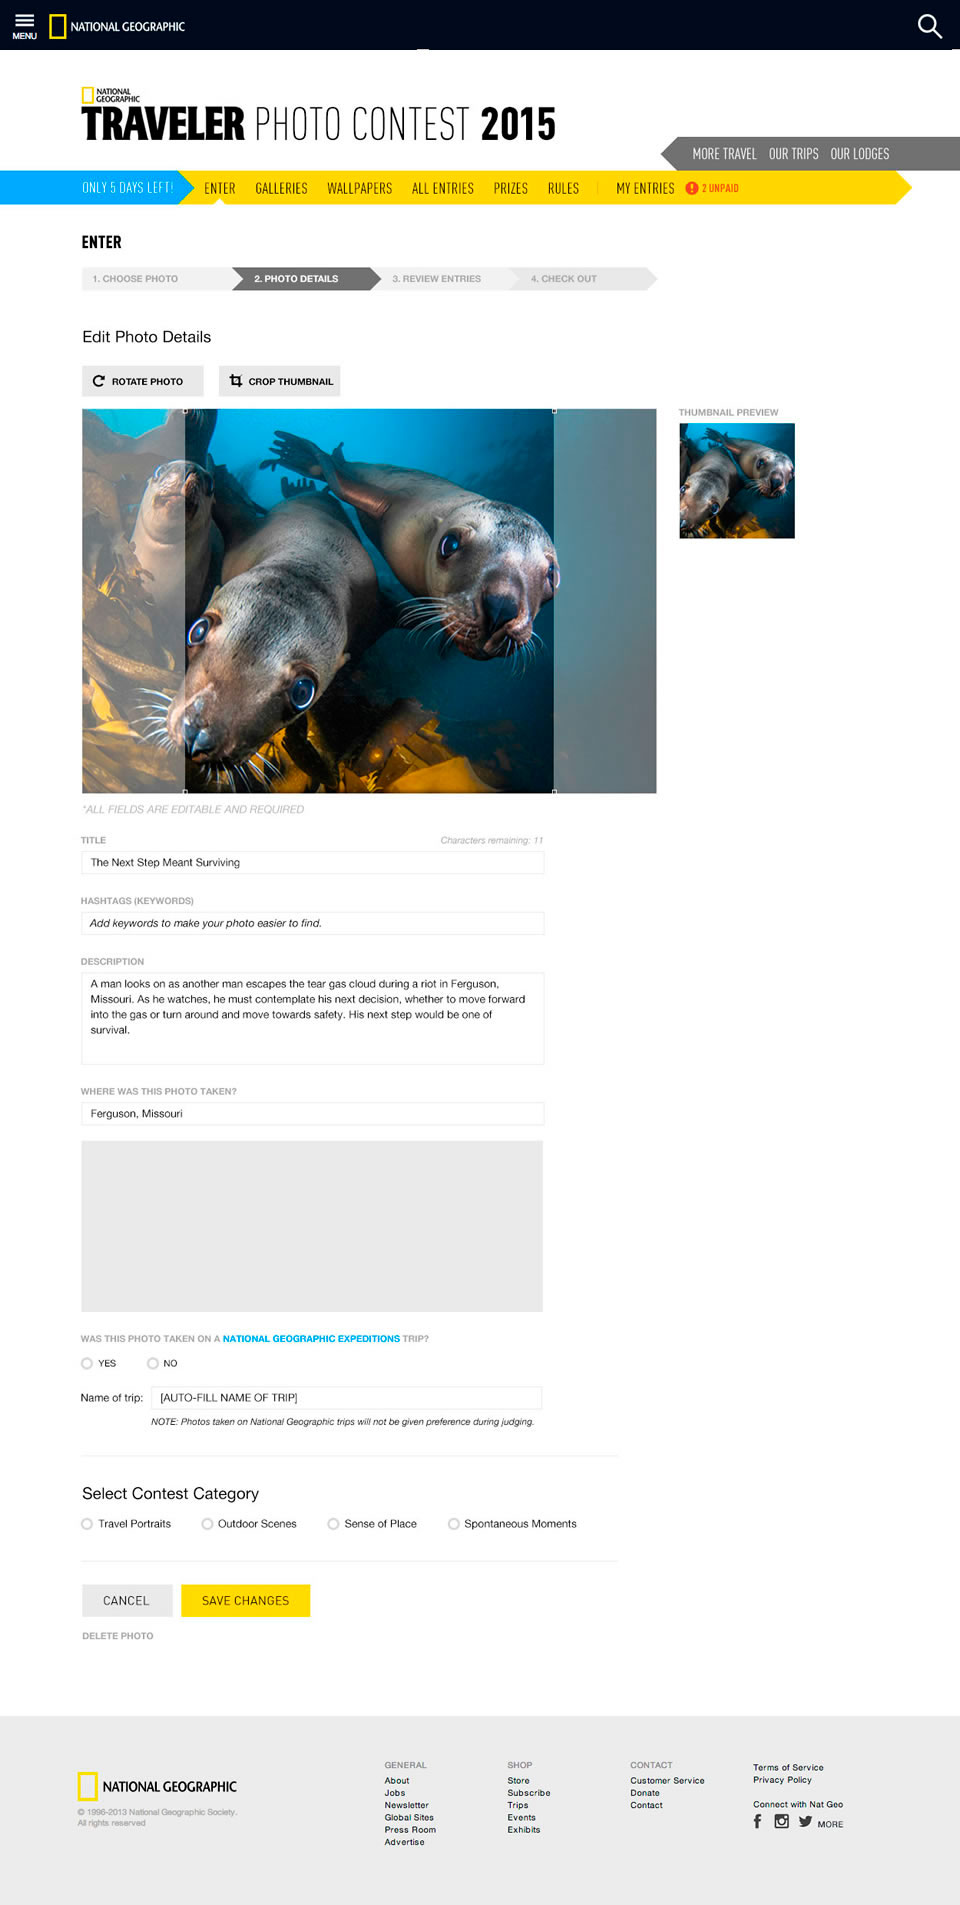 MENU
NATIONAL GEOGRAPHIC
NATIONAL
GEOGRAPHIC
TRAVELER PHOTO CONTEST 2015
MORE TRAVEL OUR TRIPS OUR LODGES
ONLY 5 DAYS LEFT! ENTER GALLERIES WALLPAPERS ALL ENTRIES PRIZES RULES MY ENTRIES ! 2 UNPAID
ENTER
1. CHOOSE PHOTO 2. PHOTO DETAILS 3. REVIEW ENTRIES 4. CHECK OUT
Edit Photo Details
ROTATE PHOTO CROP THUMBNAIL
THUMBNAIL PREVIEW
*ALL FIELDS ARE EDITABLE AND REQUIRED
TITLE Characters remaining: 11
The Next Step Meant Surviving
HASHTAGS (KEYWORDS)
Add keywords to make your photo easier to find.
DESCRIPTION
A man looks on as another man escapes the tear gas cloud during a riot in Ferguson,
Missouri. As he watches, he must contemplate his next decision, whether to move forward
into the gas or turn around and move towards safety. His next step would be one of
survival.
WHERE WAS THIS PHOTO TAKEN?
Ferguson, Missouri
WAS THIS PHOTO TAKEN ON A NATIONAL GEOGRAPHIC EXPEDITIONS TRIP?
YES NO
Name of trip: [AUTO-FILL NAME OF TRIP]
NOTE: Photos taken on National Geographic trips will not be given preference during judging.
Select Contest Category
Travel Portraits Outdoor Scenes Sense of Place Spontaneous Moments
CANCEL SAVE CHANGES
DELETE PHOTO
NATIONAL GEOGRAPHIC
© 1996-2013 National Geographic Society.
All rights reserved
GENERAL
About
Jobs
Newsletter
Global Sites
Press Room
Advertise
SHOP
Store
Subscribe
Trips
Events
Exhibits
CONTACT
Customer Service
Donate
Contact
Terms of Service
Privacy Policy
Connect with Nat Geo
MORE